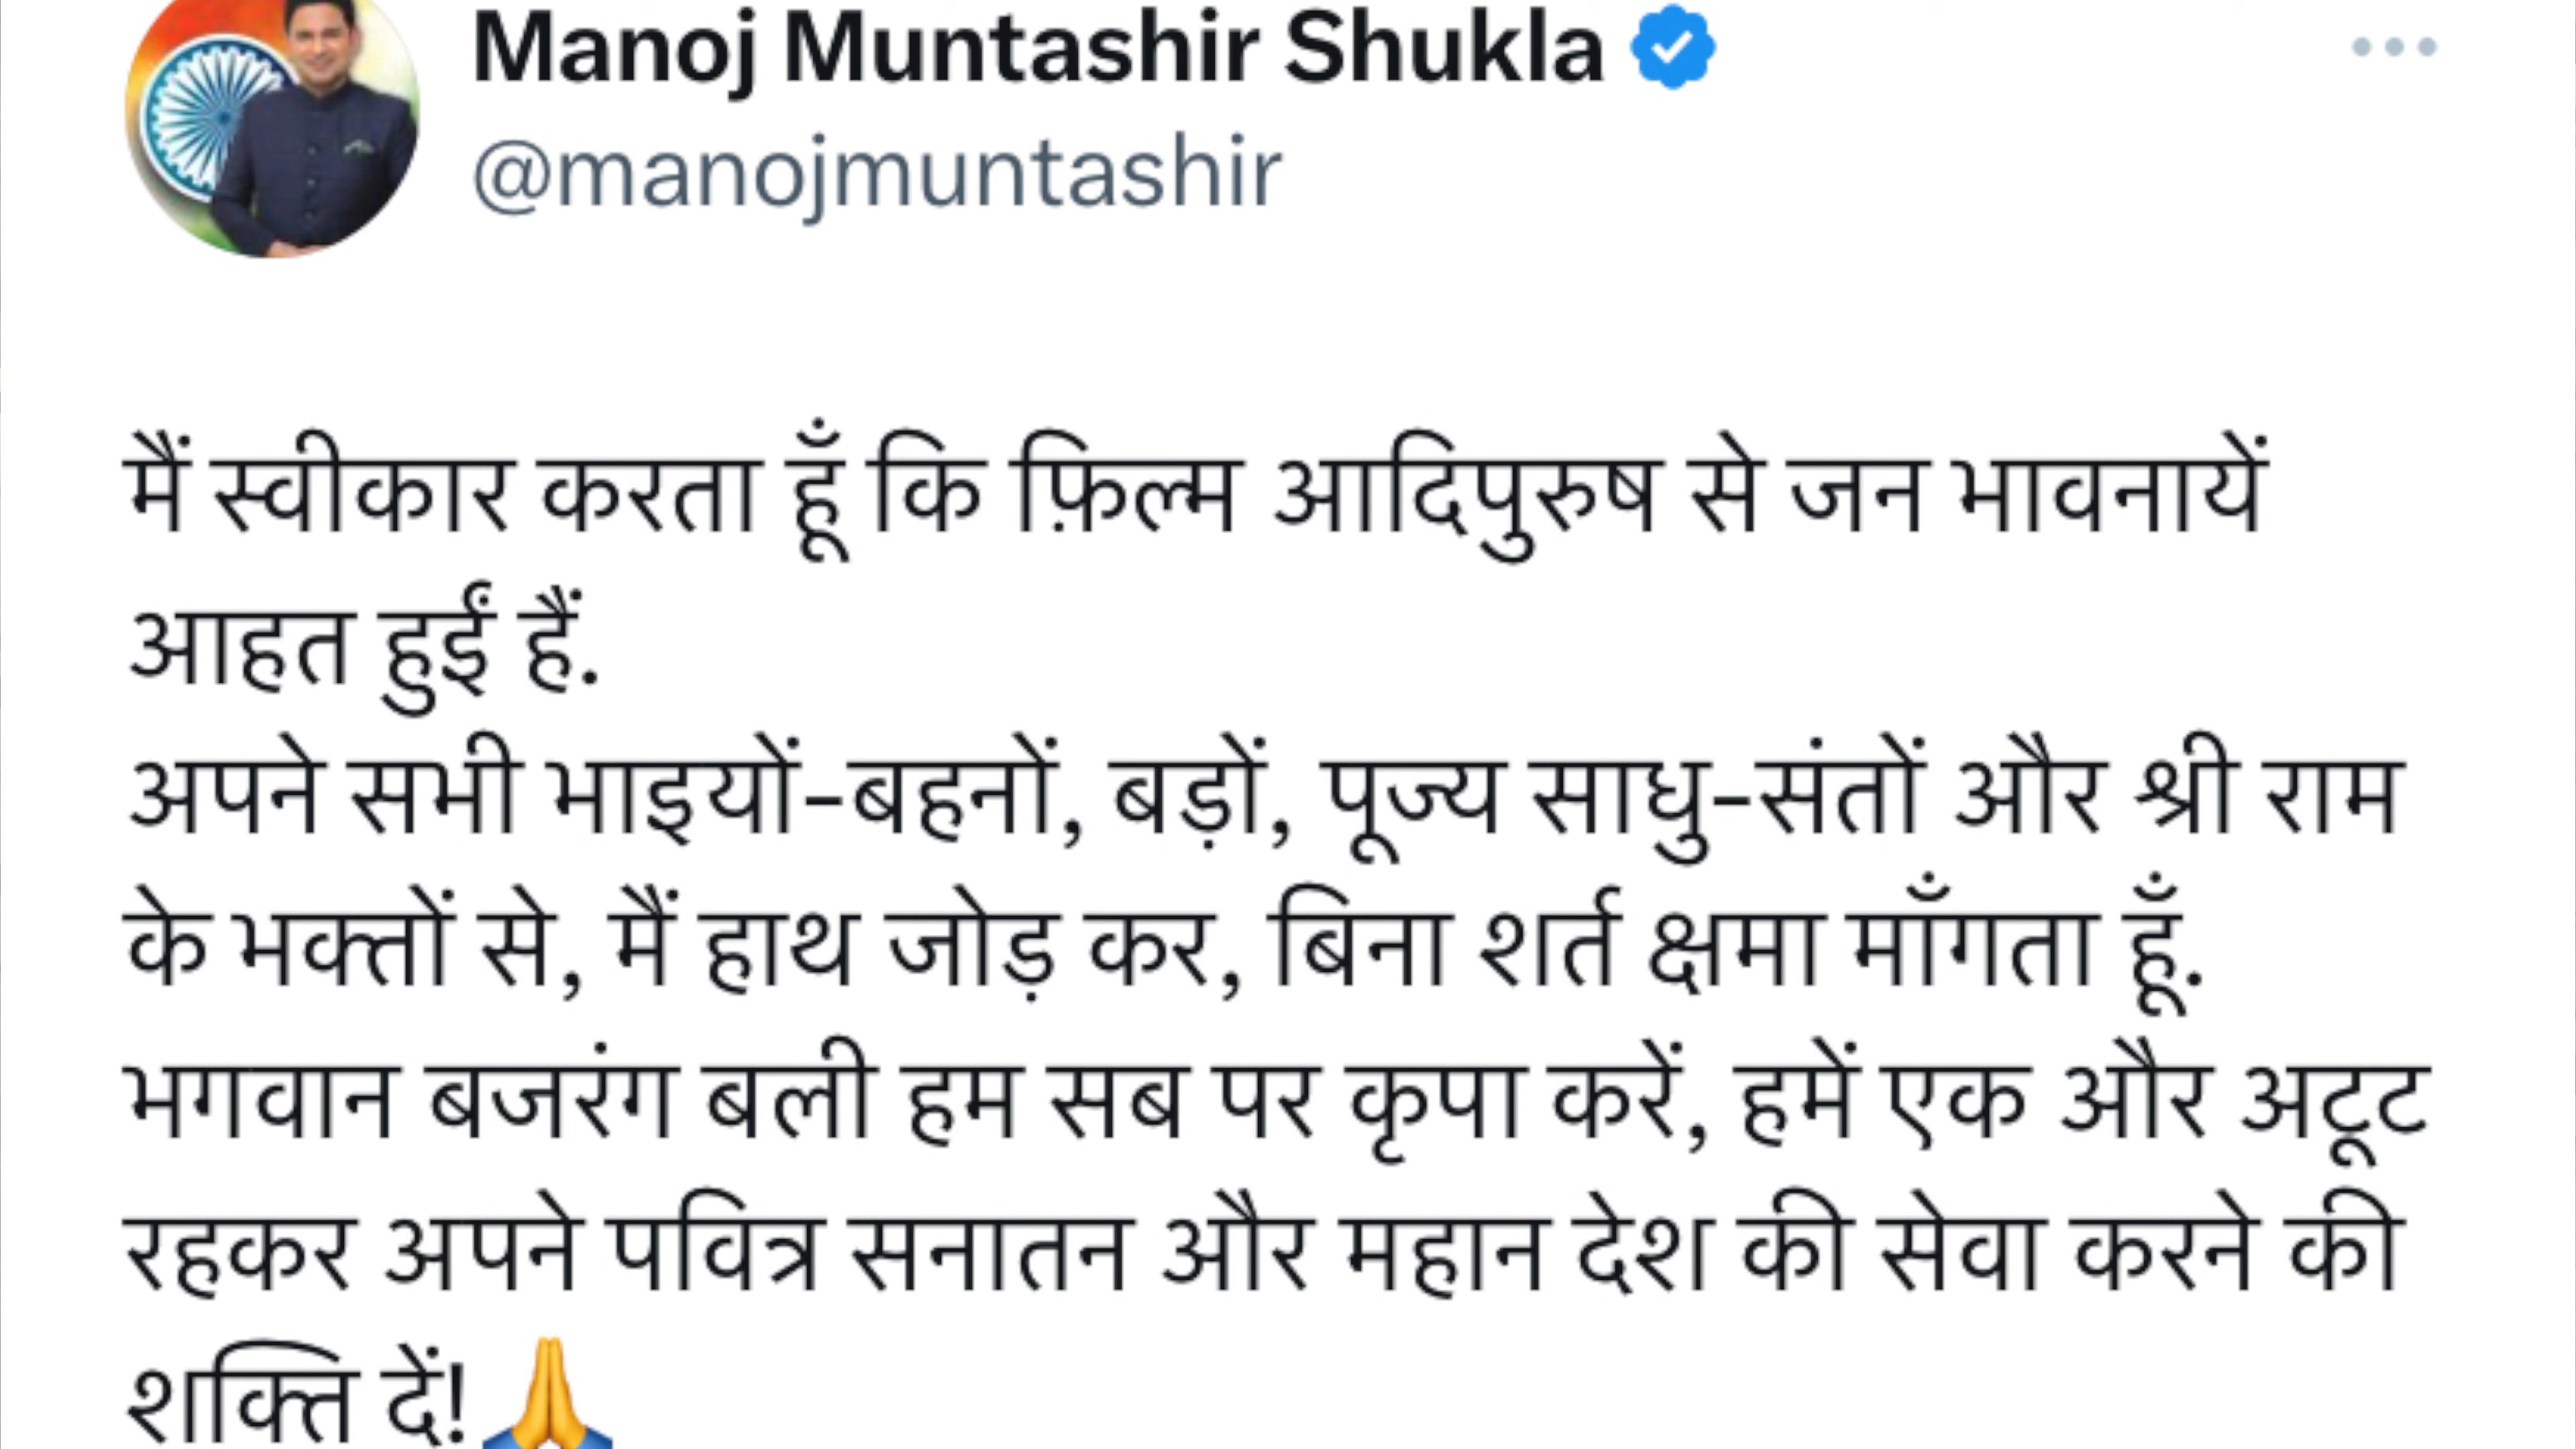 Manoj Muntashir Shukla
@manojmuntashir
मैं स्वीकार करता हूँ कि फ़िल्म आदिपुरुष से जन भावनायें
आहत हुईं हैं.
अपने सभी भाइयों-बहनों, बड़ों, पूज्य साधु-संतों और श्री राम
के भक्तों से, मैं हाथ जोड़ कर, बिना शर्त क्षमा माँगता हूँ.
भगवान बजरंग बली हम सब पर कृपा करें, हमें एक और अटूट
रहकर अपने पवित्र सनातन और महान देश की सेवा करने की
शक्ति दें!🙏